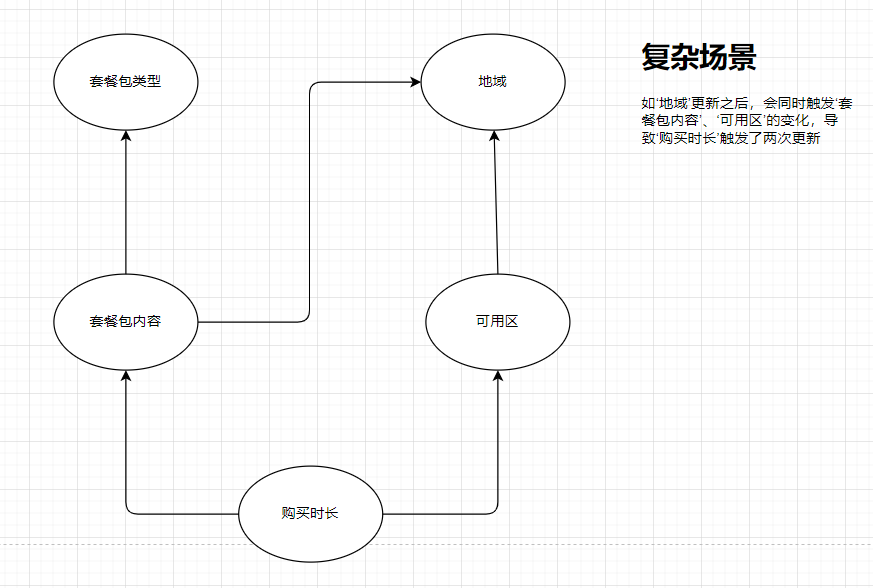 套餐包类型
地域
复杂场景
如'地域'更新之后，会同时触发'套
餐包内容'、'可用区'的变化，导
致'购买时长'触发了两次更新
套餐包内容
可用区
购买时长